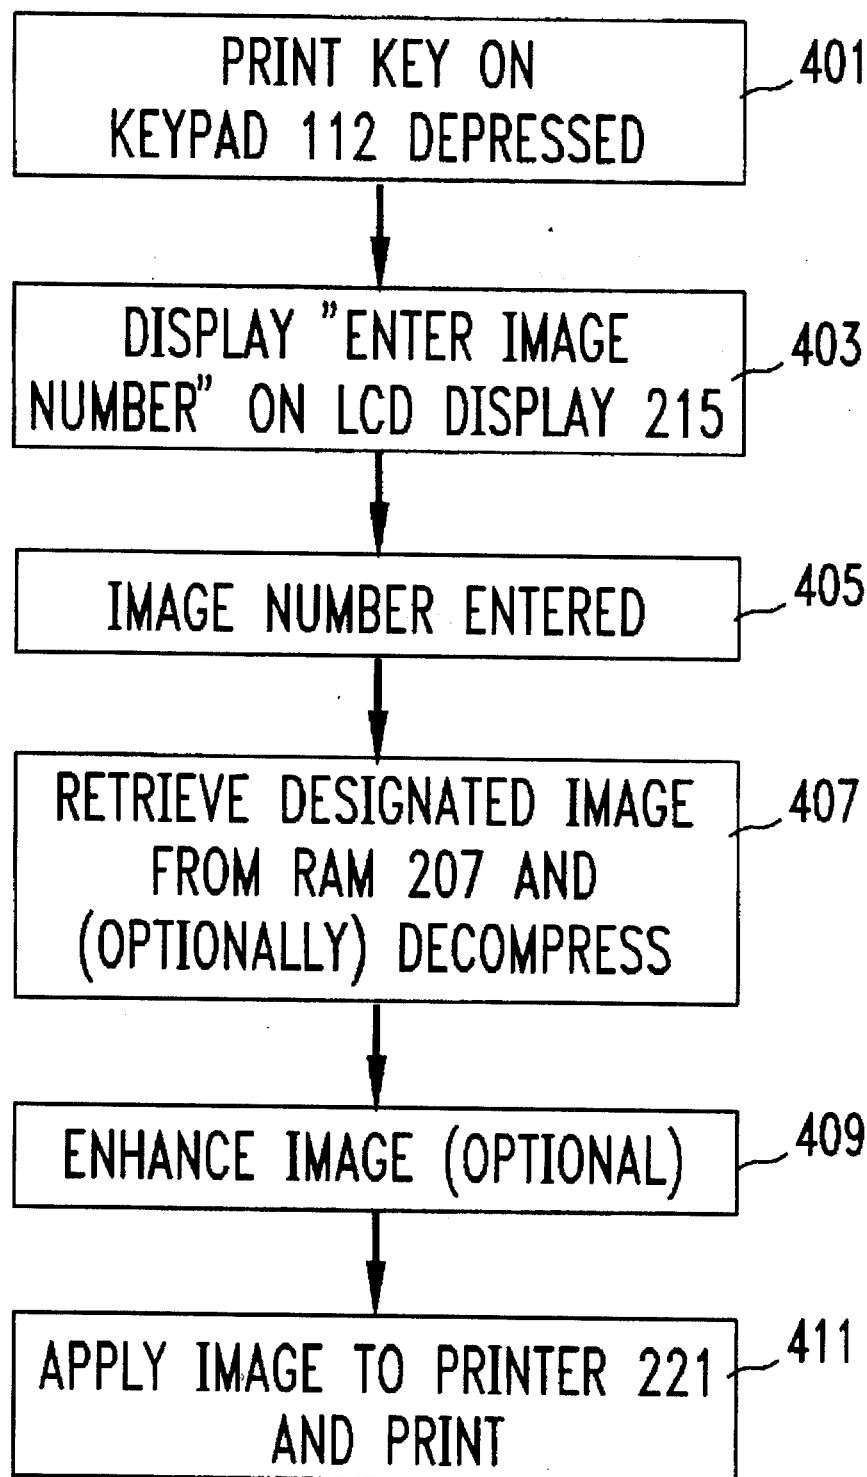 PRINT KEY ON
KEYPAD 112 DEPRESSED
401
DISPLAY "ENTER IMAGE
NUMBER" ON LCD DISPLAY 215
403
IMAGE NUMBER ENTERED
405
RETRIEVE DESIGNATED IMAGE
FROM RAM 207 AND
(OPTIONALLY) DECOMPRESS
407
ENHANCE IMAGE (OPTIONAL)
409
APPLY IMAGE TO PRINTER 221
AND PRINT
411